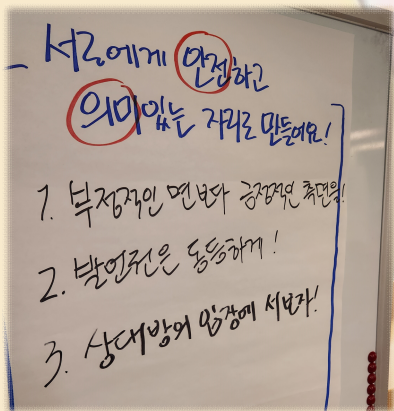 서로에게 안전하고
의미있는 자리로 만들어요!
1. 부정적인 면보다 긍정적인 측면을!
2. 발언권은 동등하게!
3. 상대방의 입장에 서보자!